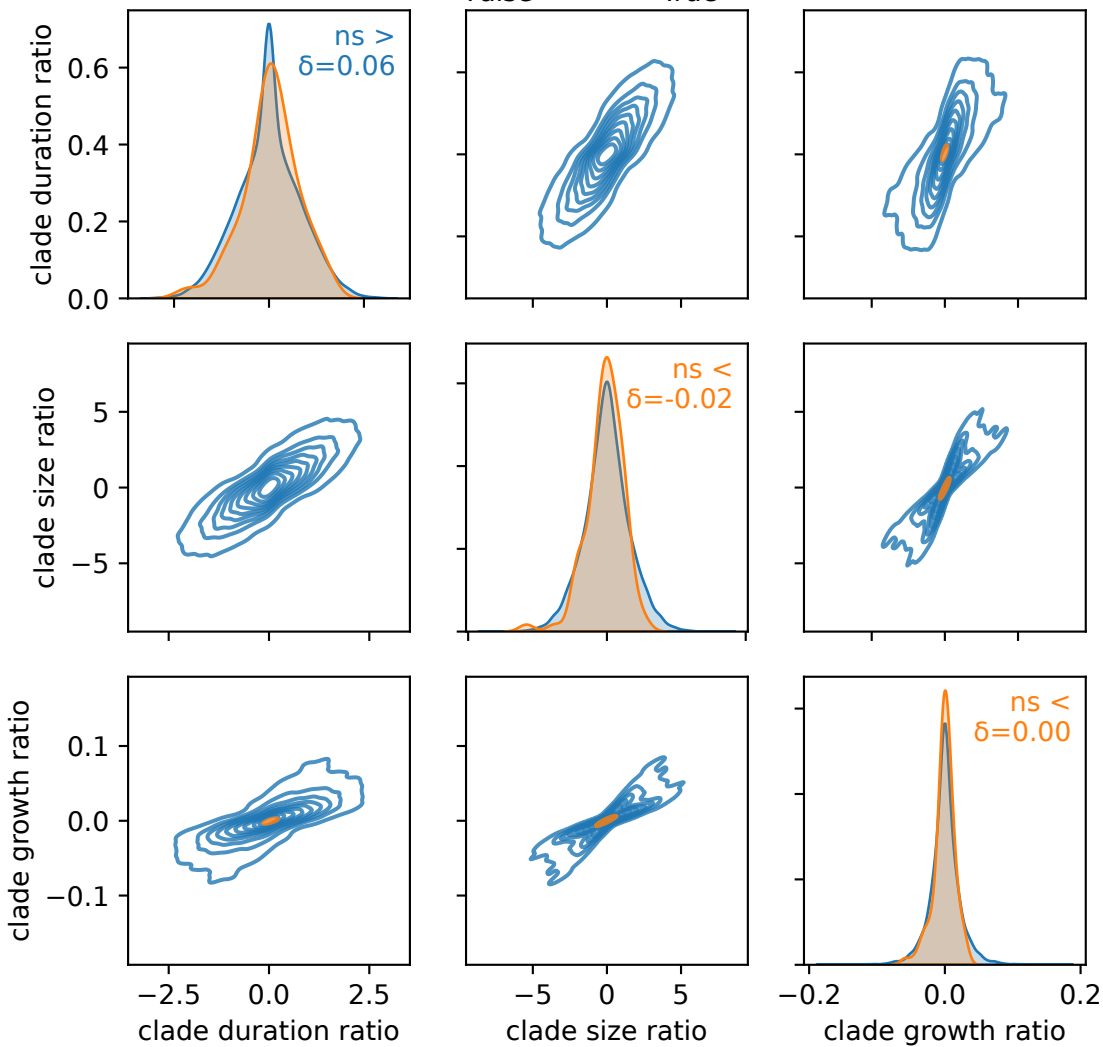 clade duration ratio
0.6
0.4
0.2
0.0
ns >
δ=0.06
clade size ratio
5
0
−5
ns <
δ=-0.02
clade growth ratio
0.1
0.0
−0.1
ns <
δ=0.00
−2.5 0.0 2.5
−5 0 5
−0.2 0.0 0.2
clade duration ratio
clade size ratio
clade growth ratio